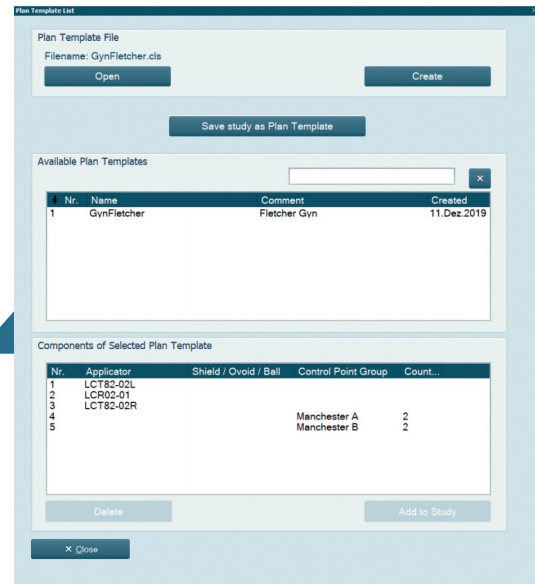 Plan Template List
Plan Template File
Filename: GynFletcher.cls
Open Create
Save study as Plan Template
Available Plan Templates
×
Nr. Name Comment Created
1 GynFletcher Fletcher Gyn 11.Dez.2019
Components of Selected Plan Template
Nr. Applicator Shield / Ovoid / Ball Control Point Group Count...
1 LCT82-02L
2 LCR02-01
3 LCT82-02R
4 Manchester A 2
5 Manchester B 2
Delete Add to Study
× Close